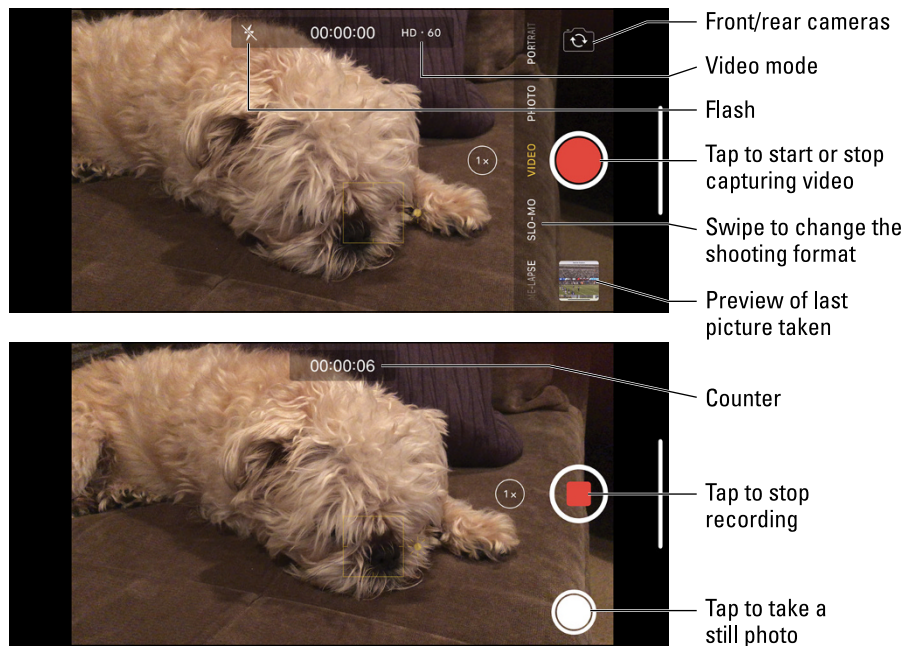 00:00:00
HD · 60
PORTRAIT
PHOTO
VIDEO
SLO-MO
ME-LAPSE
1×
Front/rear cameras
Video mode
Flash
Tap to start or stop
capturing video
Swipe to change the
shooting format
Preview of last
picture taken
00:00:06
1×
Counter
Tap to stop
recording
Tap to take a
still photo